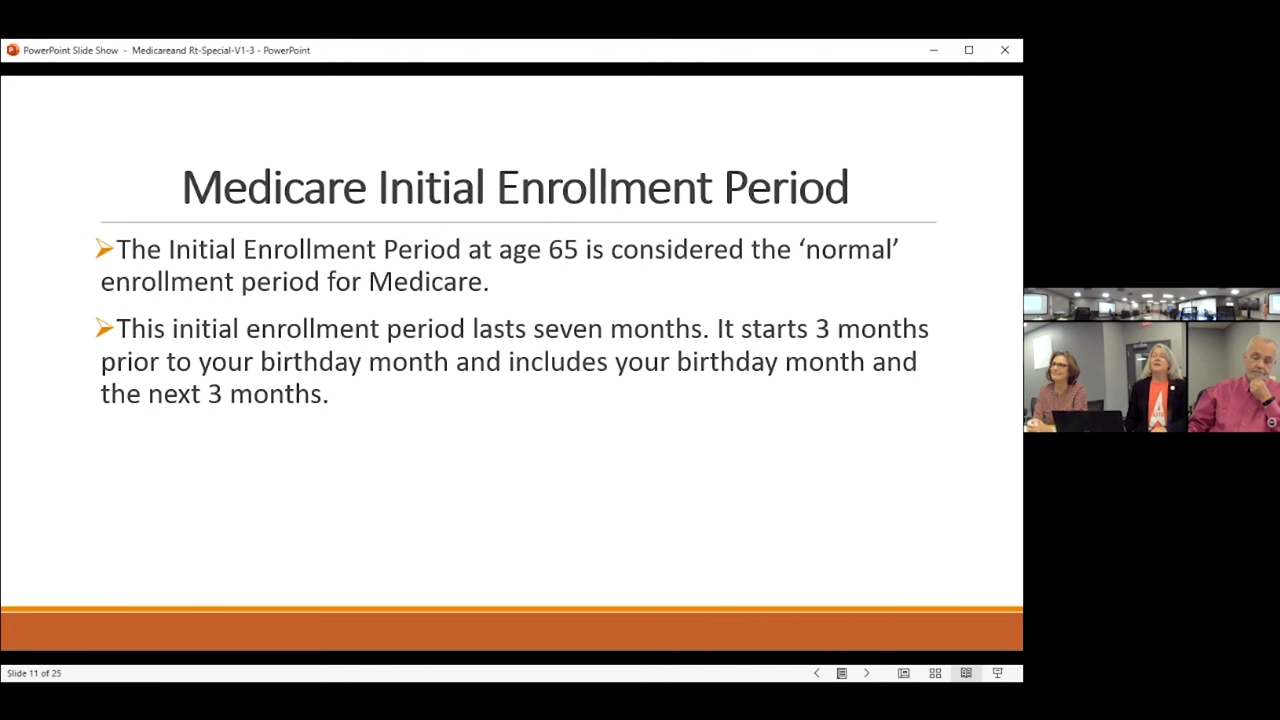 PowerPoint Slide Show - Medicareand Rt-Special-V1-3 - PowerPoint
Medicare Initial Enrollment Period
➢The Initial Enrollment Period at age 65 is considered the ‘normal’
enrollment period for Medicare.
➢This initial enrollment period lasts seven months. It starts 3 months
prior to your birthday month and includes your birthday month and
the next 3 months.
Slide 11 of 25